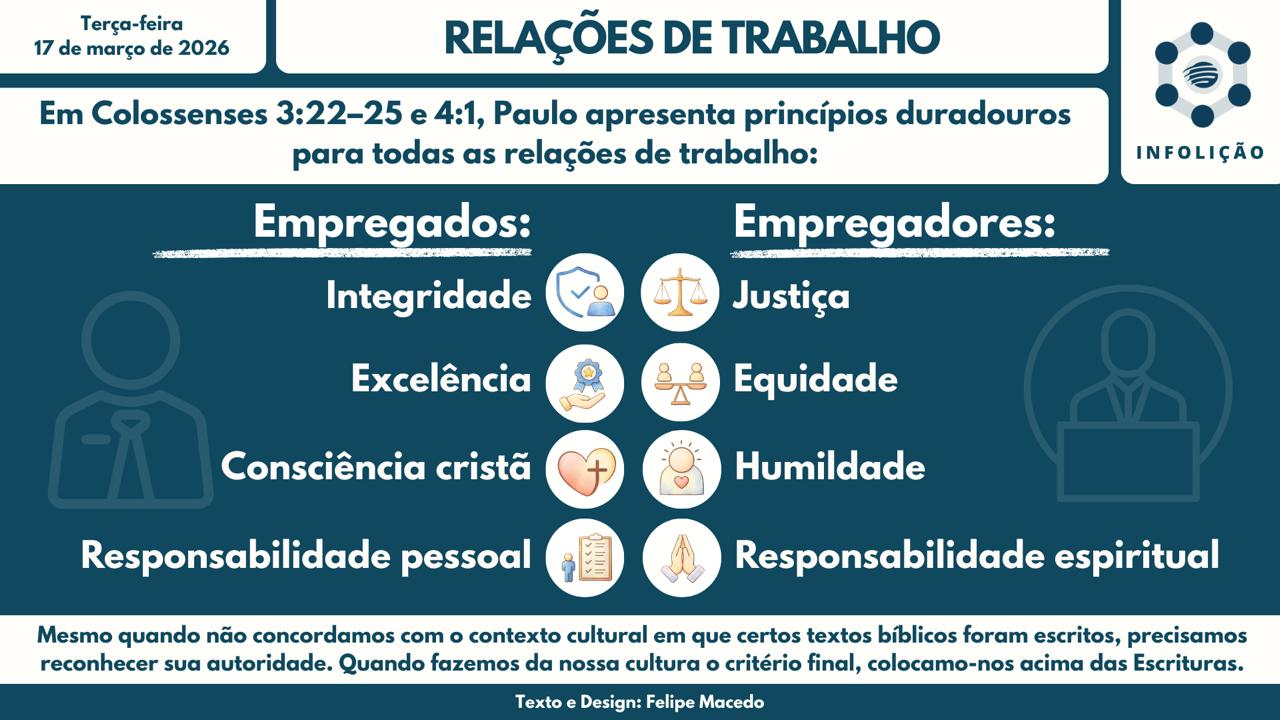 Terça-feira
17 de março de 2026
RELAÇÕES DE TRABALHO
INFOLIÇÃO
Em Colossenses 3:22–25 e 4:1, Paulo apresenta princípios duradouros
para todas as relações de trabalho:
Empregados:
Integridade
Excelência
Consciência cristã
Responsabilidade pessoal
Empregadores:
Justiça
Equidade
Humildade
Responsabilidade espiritual
Mesmo quando não concordamos com o contexto cultural em que certos textos bíblicos foram escritos, precisamos
reconhecer sua autoridade. Quando fazemos da nossa cultura o critério final, colocamo-nos acima das Escrituras.
Texto e Design: Felipe Macedo